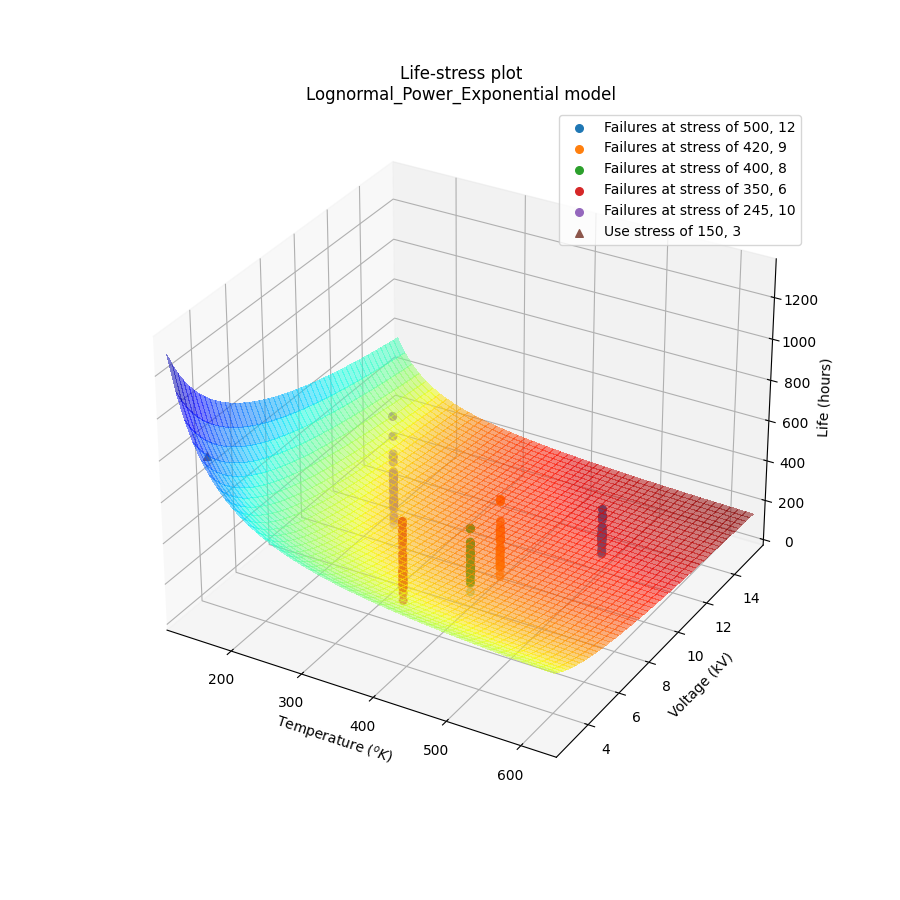 Life-stress plot
Lognormal_Power_Exponential model
Failures at stress of 500, 12
Failures at stress of 420, 9
Failures at stress of 400, 8
Failures at stress of 350, 6
Failures at stress of 245, 10
Use stress of 150, 3
1200
1000
800
600
400
200
0
Life (hours)
14
12
10
8
6
4
Voltage (kV)
200
300
400
500
600
Temperature (°K)